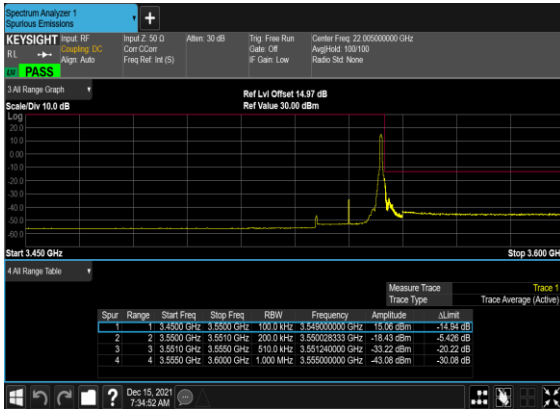 Spectrum Analyzer 1
Spurious Emissions
+
KEYSIGHT Input: RF Input Z: 50 Ω Atten: 30 dB Trig: Free Run Center Freq: 22.005000000 GHz
RL Coupling: DC Corr CCorr Gate: Off Avg|Hold: 100/100
Align: Auto Freq Ref: Int (S) IF Gain: Low Radio Std: None
PASS
3 All Range Graph
Ref Lvl Offset 14.97 dB
Scale/Div 10.0 dB Ref Value 30.00 dBm
Log
20.0
10.0
0.00
-10.0
-20.0
-30.0
-40.0
-50.0
-60.0
Start 3.450 GHz Stop 3.600 GH
4 All Range Table
Measure Trace Trace 1
Trace Type Trace Average (Active)
Spur Range Start Freq Stop Freq RBW Frequency Amplitude ΔLimit
1 1 3.4500 GHz 3.5500 GHz 100.0 kHz 3.549000000 GHz 15.06 dBm -14.94 dB
2 2 3.5500 GHz 3.5510 GHz 200.0 kHz 3.550028333 GHz -18.43 dBm -5.426 dB
3 3 3.5510 GHz 3.5550 GHz 510.0 kHz 3.551240000 GHz -33.22 dBm -20.22 dB
4 4 3.5550 GHz 3.6000 GHz 1.000 MHz 3.555000000 GHz -43.08 dBm -30.08 dB
? Dec 15, 2021
7:34:52 AM